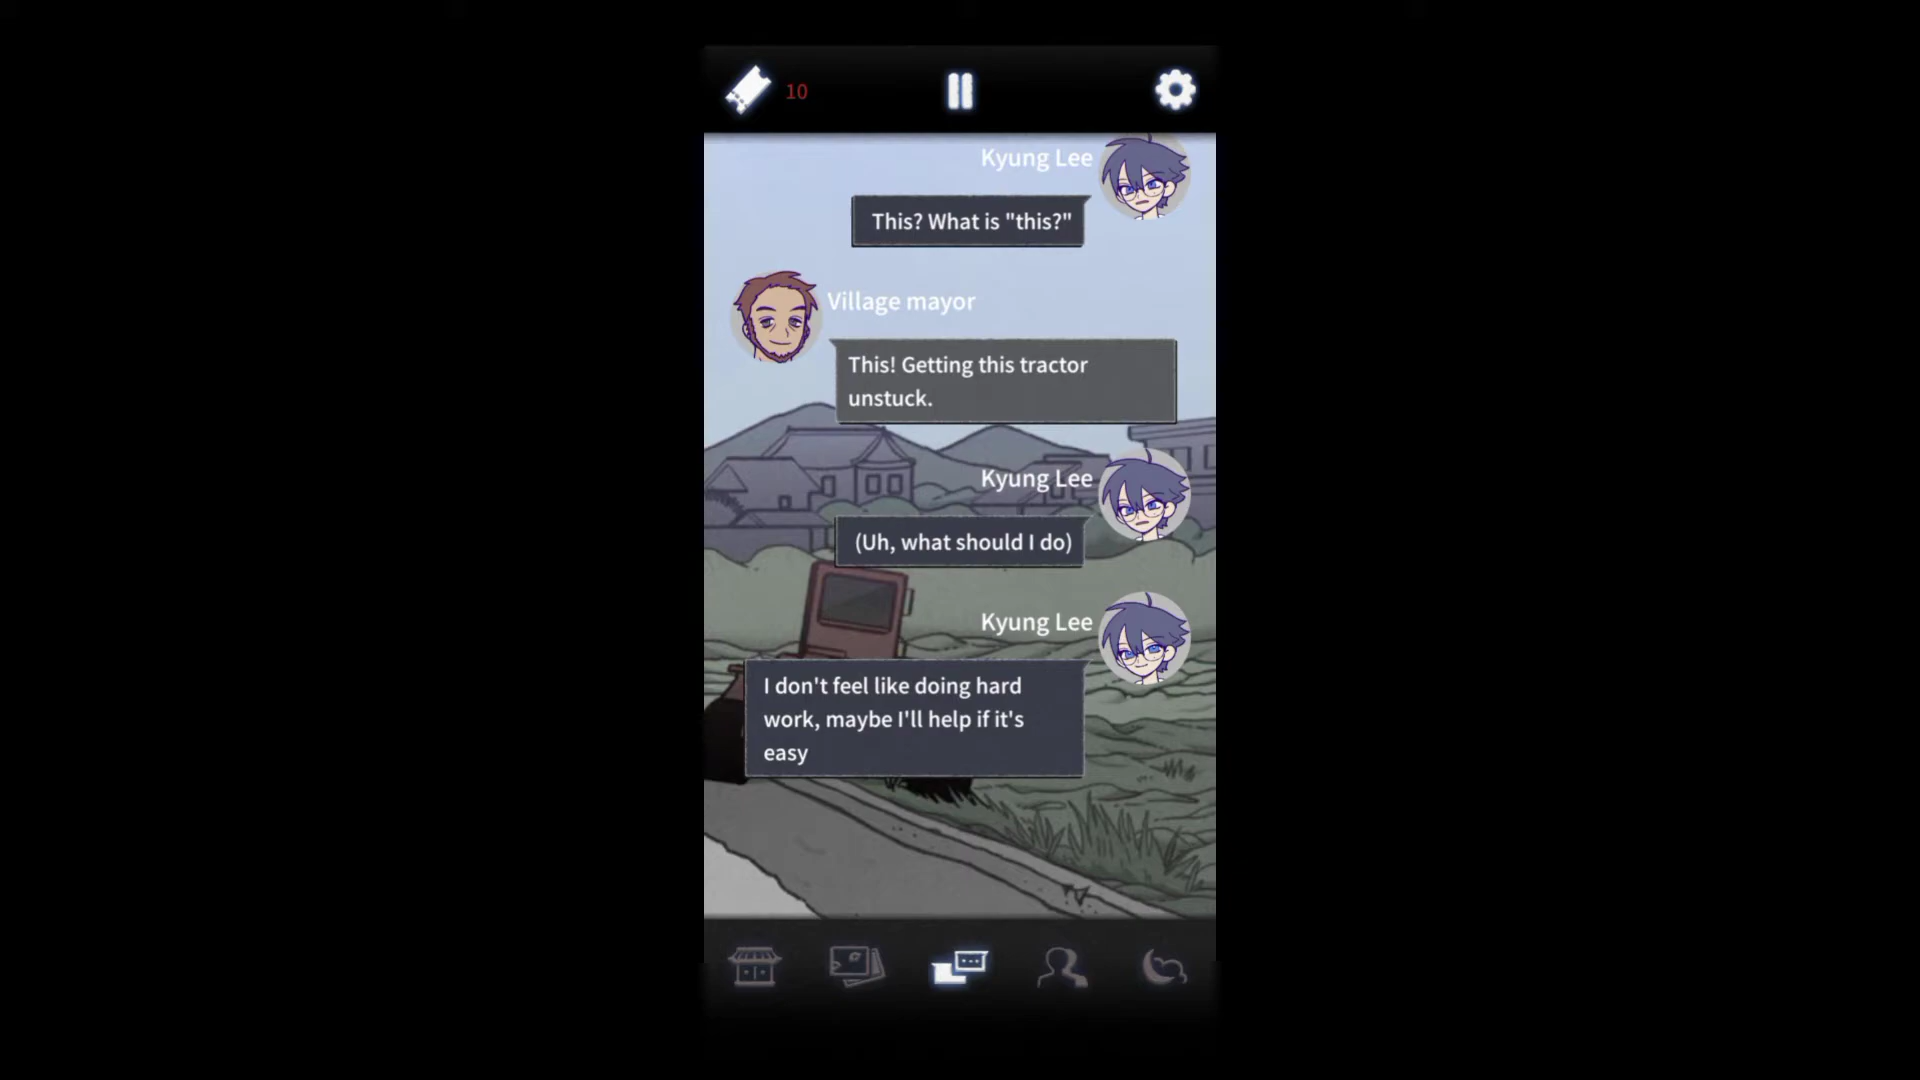 10
Kyung Lee
This? What is "this?"
Village mayor
This! Getting this tractor
unstuck.
Kyung Lee
(Uh, what should I do)
Kyung Lee
I don't feel like doing hard
work, maybe I'll help if it's
easy